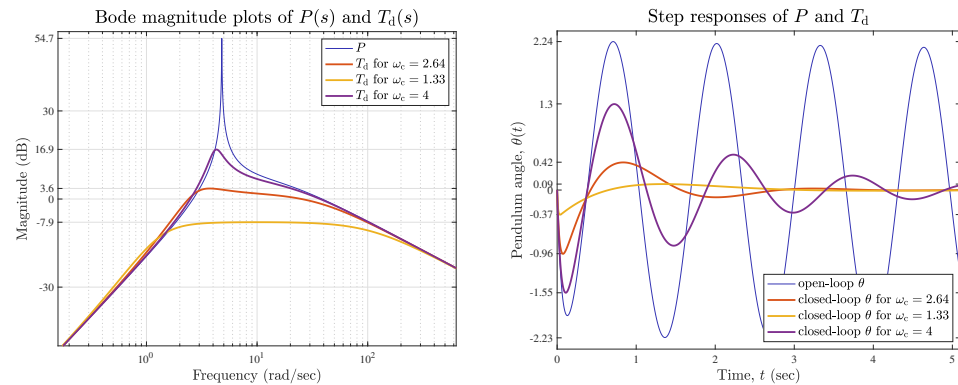 Bode magnitude plots of P(s) and T_d(s)
54.7
30
16.9
3.6
0
-7.9
-30
Magnitude (dB)
10^0
10^1
10^2
Frequency (rad/sec)
P
T_d for ω_c = 2.64
T_d for ω_c = 1.33
T_d for ω_c = 4
Step responses of P and T_d
2.24
1.3
0.42
0.09
-0.37
-0.96
-1.55
-2.23
Pendulum angle, θ(t)
0
1
2
3
4
5
Time, t (sec)
open-loop θ
closed-loop θ for ω_c = 2.64
closed-loop θ for ω_c = 1.33
closed-loop θ for ω_c = 4